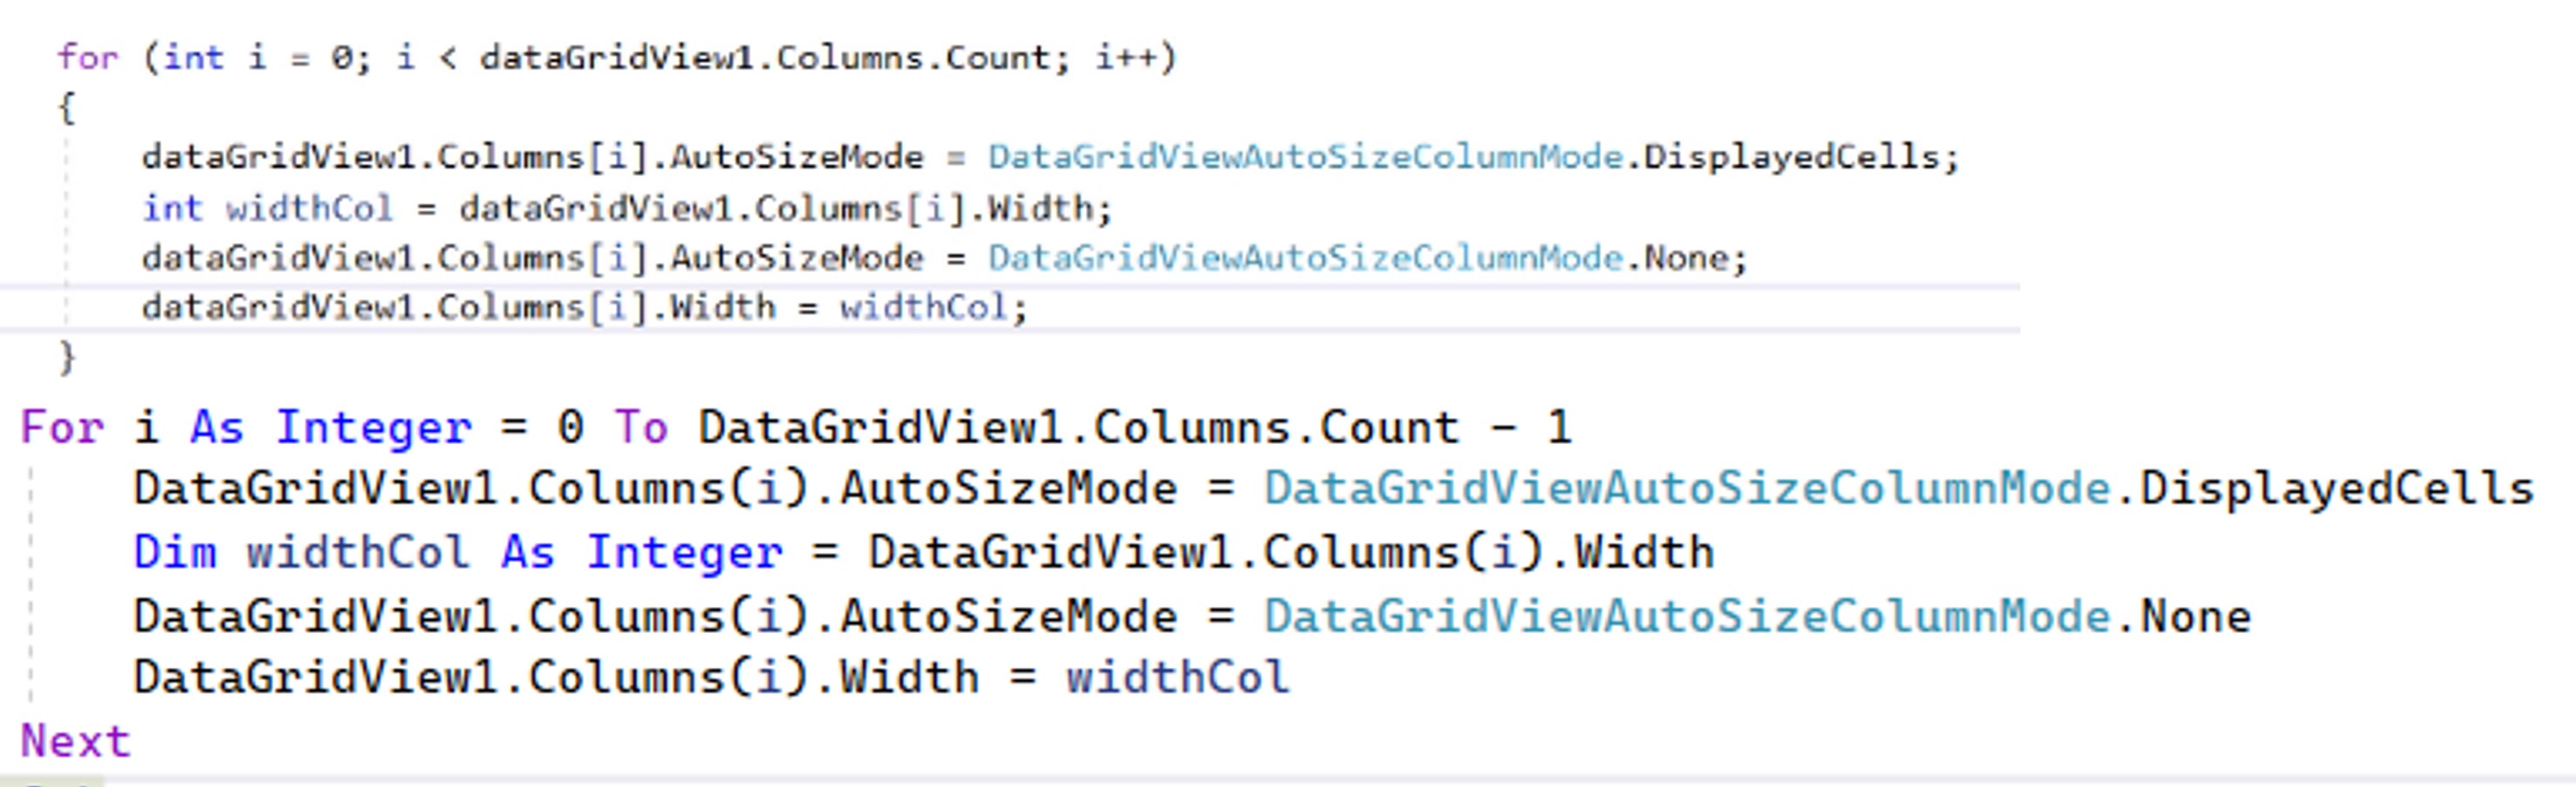 for (int i = 0; i < dataGridView1.Columns.Count; i++)
{
dataGridView1.Columns[i].AutoSizeMode = DataGridViewAutoSizeColumnMode.DisplayedCells;
int widthCol = dataGridView1.Columns[i].Width;
dataGridView1.Columns[i].AutoSizeMode = DataGridViewAutoSizeColumnMode.None;
dataGridView1.Columns[i].Width = widthCol;
}
For i As Integer = 0 To DataGridView1.Columns.Count - 1
DataGridView1.Columns(i).AutoSizeMode = DataGridViewAutoSizeColumnMode.DisplayedCells
Dim widthCol As Integer = DataGridView1.Columns(i).Width
DataGridView1.Columns(i).AutoSizeMode = DataGridViewAutoSizeColumnMode.None
DataGridView1.Columns(i).Width = widthCol
Next